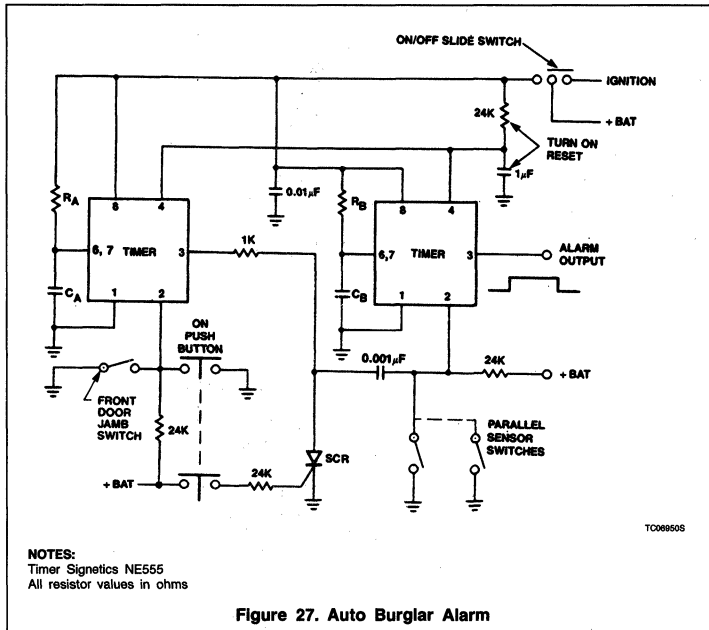 ON/OFF SLIDE SWITCH
IGNITION
+ BAT
24K
TURN ON
RESET
1µF
0.01µF
RA
8
4
6, 7
TIMER
3
1
2
CA
1K
RB
8
4
6,7
TIMER
3
1
2
CB
ALARM
OUTPUT
0.001µF
24K
+ BAT
ON
PUSH
BUTTON
FRONT
DOOR
JAMB
SWITCH
24K
+ BAT
24K
SCR
PARALLEL
SENSOR
SWITCHES
TC06950S
NOTES:
Timer Signetics NE555
All resistor values in ohms
Figure 27. Auto Burglar Alarm